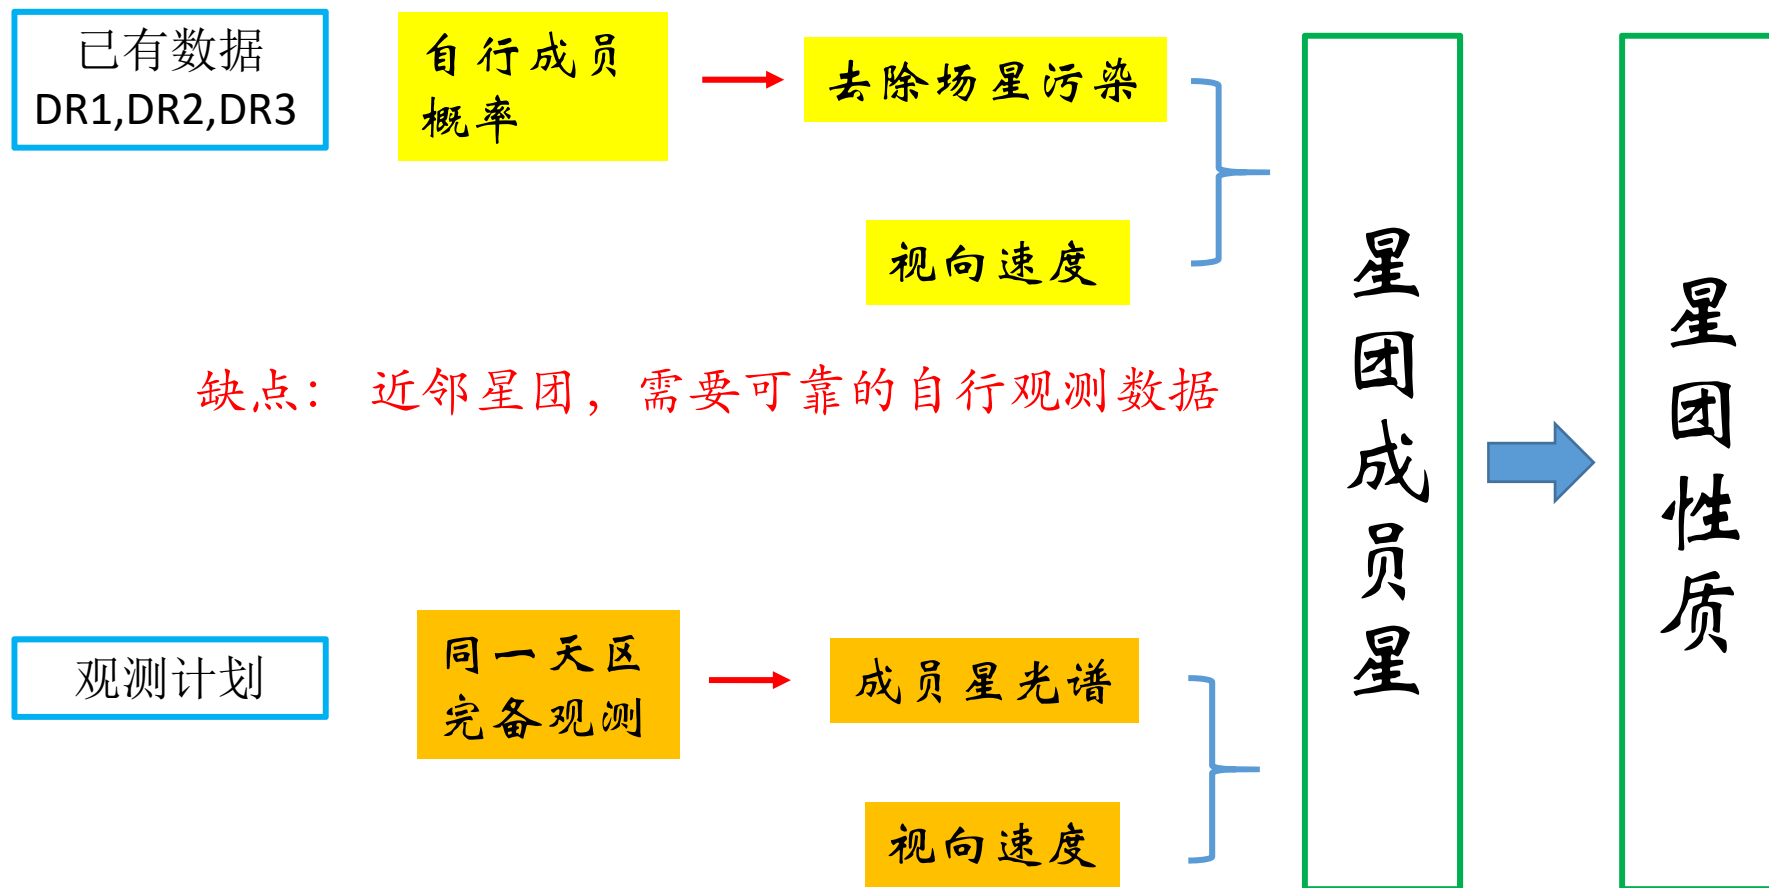 已有数据
DR1,DR2,DR3
自行成员
概率
去除场星污染
视向速度
缺点： 近邻星团，需要可靠的自行观测数据
观测计划
同一天区
完备观测
成员星光谱
视向速度
星团成员星
星团性质